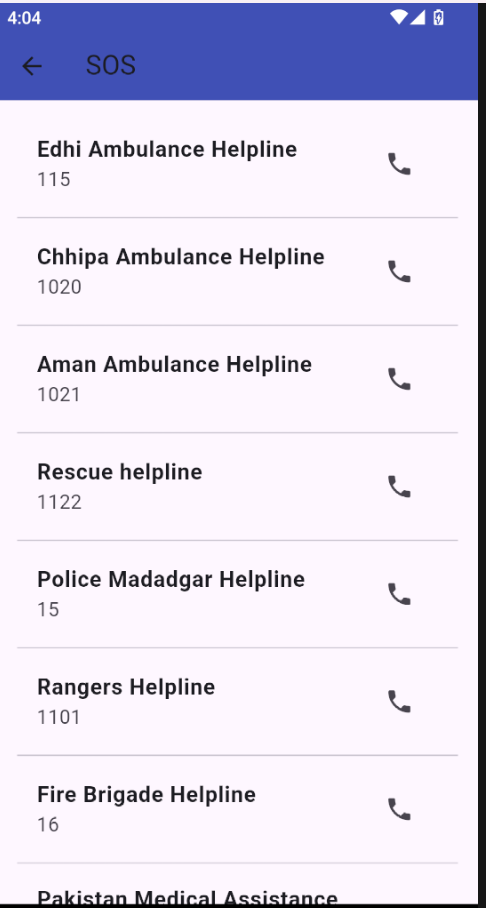 4:04
SOS
Edhi Ambulance Helpline
115
Chhipa Ambulance Helpline
1020
Aman Ambulance Helpline
1021
Rescue helpline
1122
Police Madadgar Helpline
15
Rangers Helpline
1101
Fire Brigade Helpline
16
Pakistan Medical Assistance